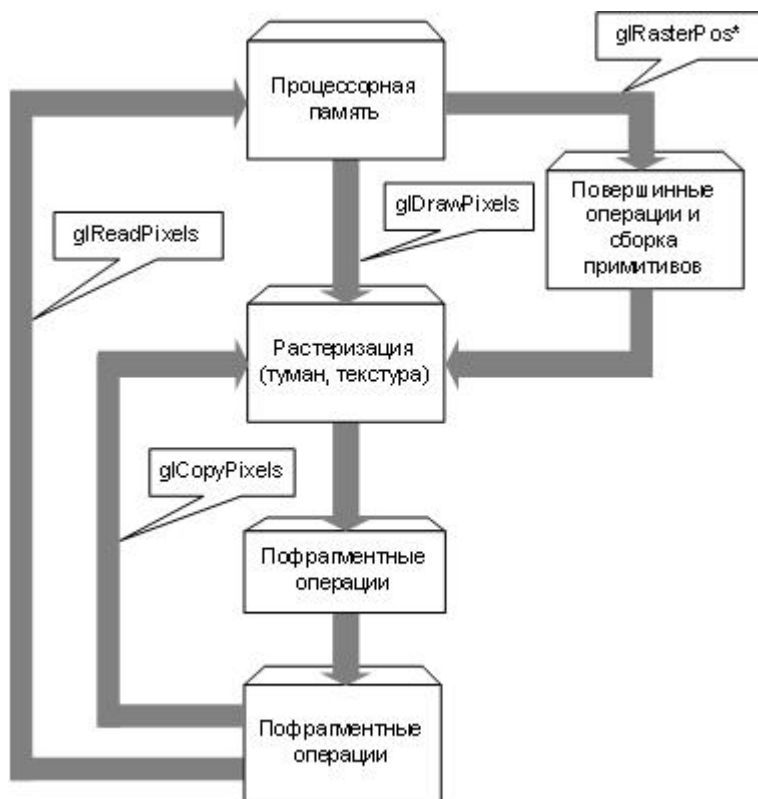 glRasterPos*
Процессорная
память
Повершинные
операции и
сборка
примитивов
glDrawPixels
glReadPixels
Растеризация
(туман, текстура)
glCopyPixels
Пофрагментные
операции
Пофрагментные
операции